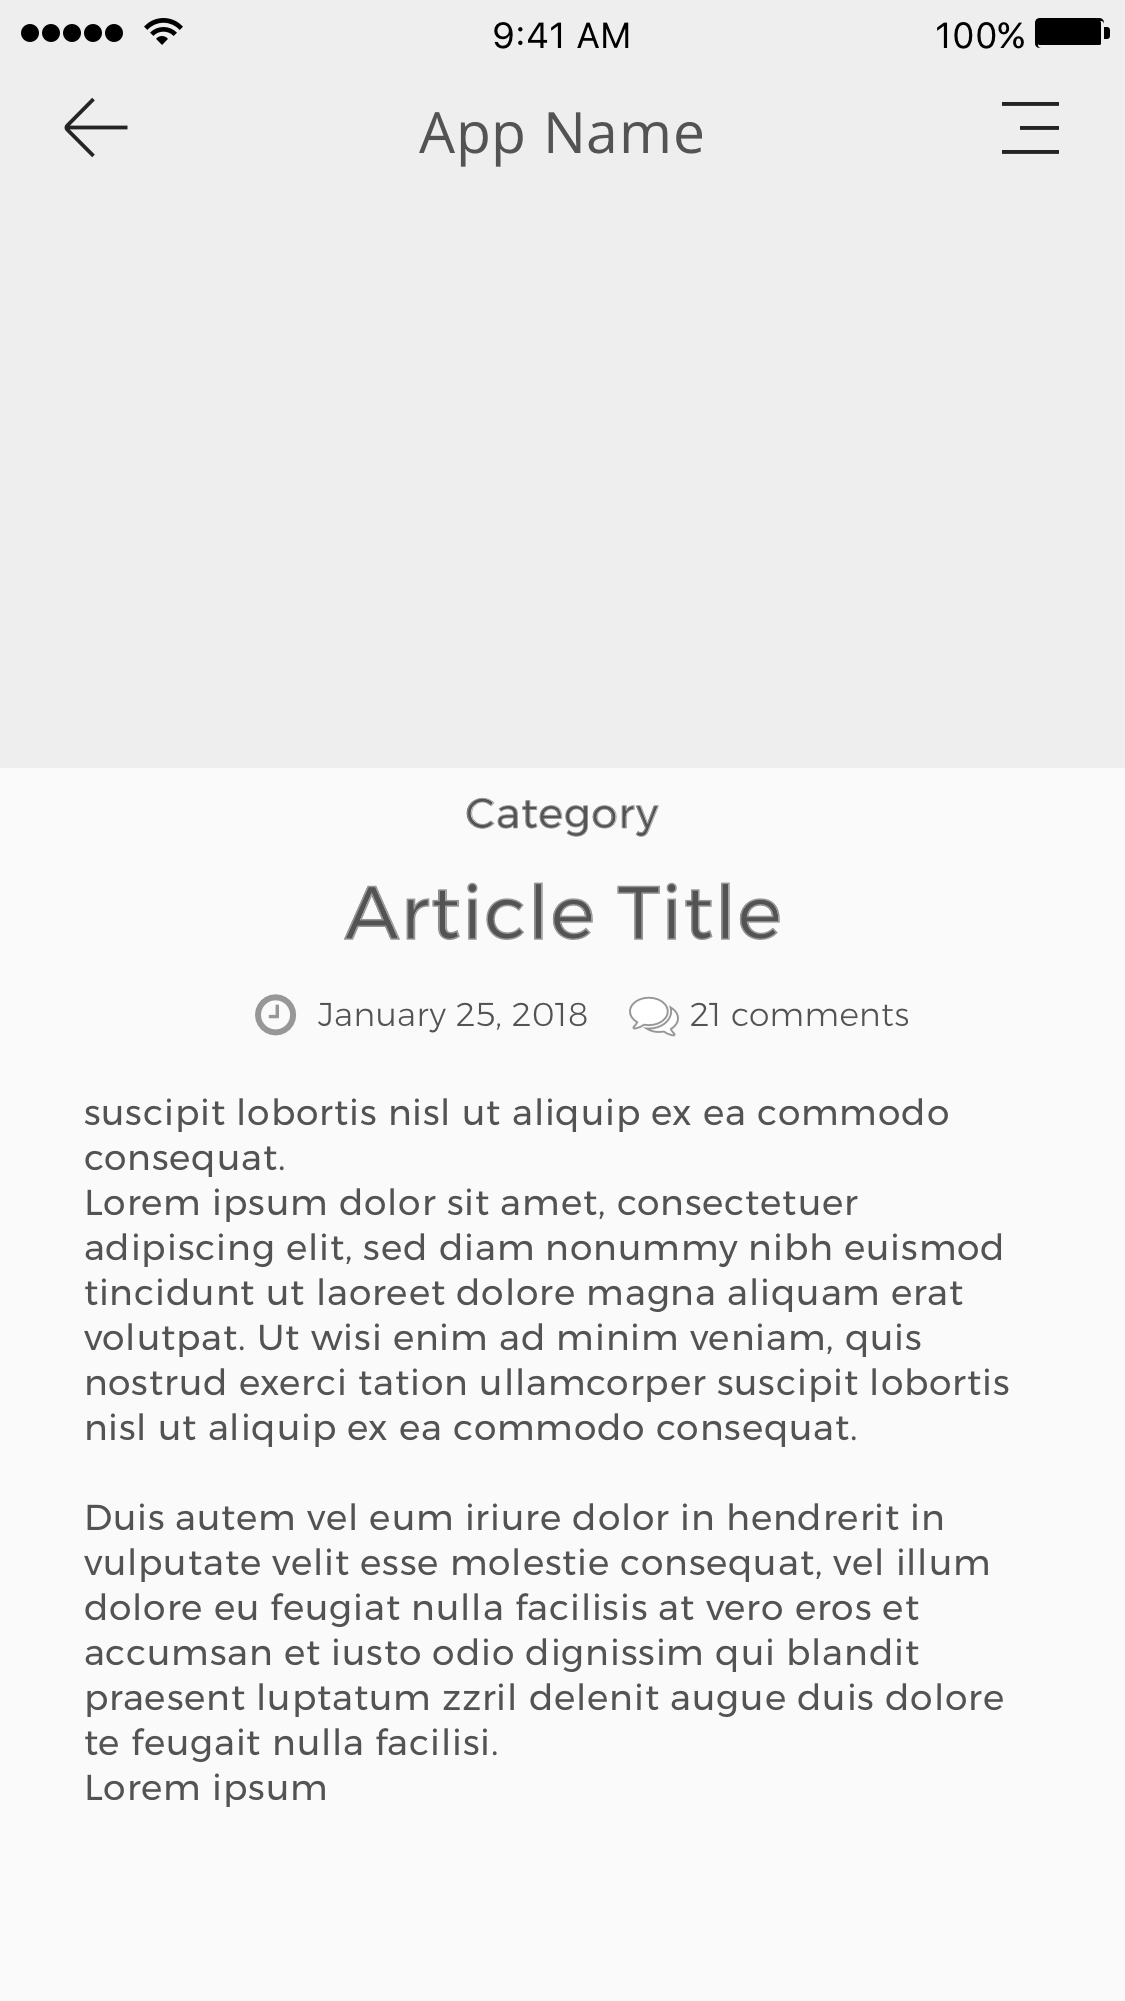 9:41 AM
100%
App Name
Category
Article Title
January 25, 2018
21 comments
suscipit lobortis nisl ut aliquip ex ea commodo
consequat.
Lorem ipsum dolor sit amet, consectetuer
adipiscing elit, sed diam nonummy nibh euismod
tincidunt ut laoreet dolore magna aliquam erat
volutpat. Ut wisi enim ad minim veniam, quis
nostrud exerci tation ullamcorper suscipit lobortis
nisl ut aliquip ex ea commodo consequat.
Duis autem vel eum iriure dolor in hendrerit in
vulputate velit esse molestie consequat, vel illum
dolore eu feugiat nulla facilisis at vero eros et
accumsan et iusto odio dignissim qui blandit
praesent luptatum zzril delenit augue duis dolore
te feugait nulla facilisi.
Lorem ipsum